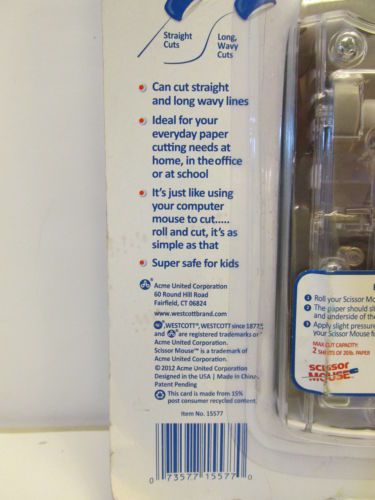 Straight
Cuts
Long,
Wavy
Cuts
Can cut straight
and long wavy lines
Ideal for your
everyday paper
cutting needs at
home, in the office
or at school
It's just like using
your computer
mouse to cut.....
roll and cut, it's as
simple as that
Super safe for kids
Acme United Corporation
60 Round Hill Road
Fairfield, CT 06824
www.westcottbrand.com
WESTCOTT®, WESTCOTT since 1872®
and are registered trademarks
Acme United Corporation.
Scissor Mouse™ is a trademark of
Acme United Corporation.
© 2012 Acme United Corporation
Designed in the USA | Made in China
Patent Pending
This card is made from 15%
post consumer recycled content.
Item No. 15577
0 73577 15577 0
1 Roll your Scissor
2 The paper should
and underside of the
3 Apply slight pressure
your Scissor Mouse
MAX CUT CAPACITY:
2 SHEETS OF 20lb. PAPER
SCISSOR
MOUSE